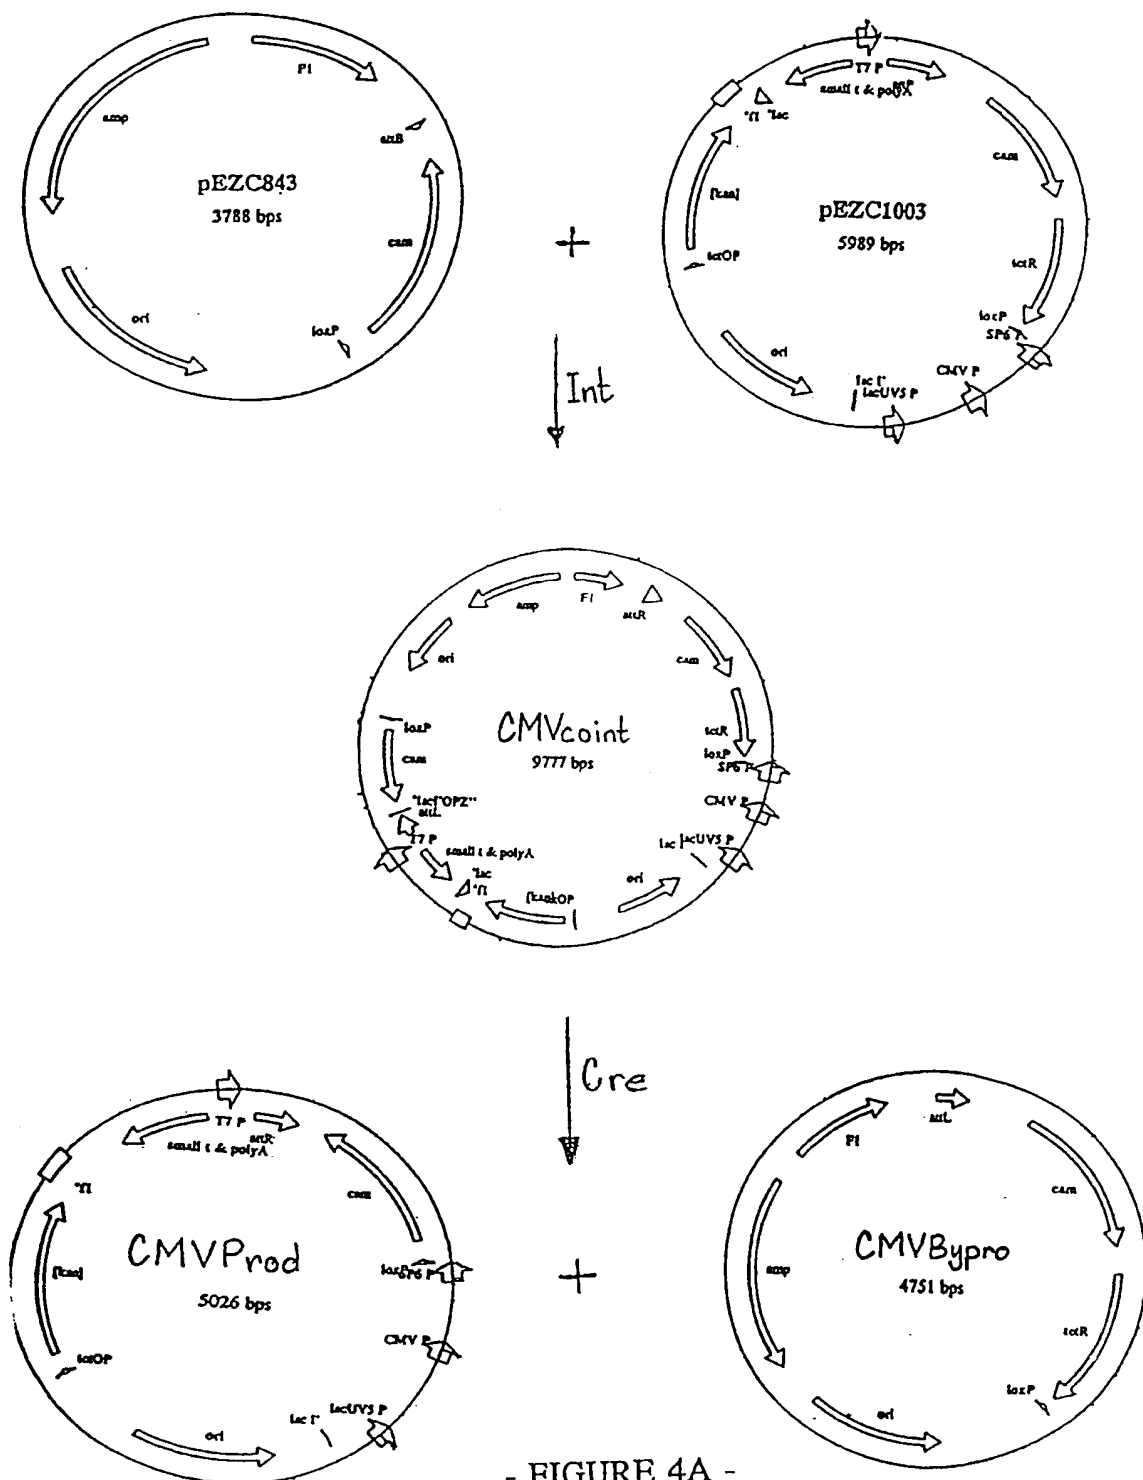 F1
amp
attB
pEZC843
3788 bps
cam
ori
loxP
+
T7 P
small t & polyA
attP
*f1
*lac
cam
[kan]
pEZC1003
5989 bps
tetOP
tetR
loxP
SP6 P
ori
CMV P
lac I'
lacUV5 P
Int
amp
F1
attR
ori
cam
CMVcoint
9777 bps
loxP
cam
tetR
loxP
SP6 P
attL
CMV P
T7 P
small t & polyA
lacUV5 P
*lac
*f1
ori
Cre
T7 P
attR
small t & polyA
*f1
cam
CMVProd
5026 bps
[kan]
loxP
SP6 P
tetOP
CMV P
ori
lac I'
lacUV5 P
+
attL
F1
cam
CMVBypro
4751 bps
amp
tetR
loxP
ori
- FIGURE 4A -